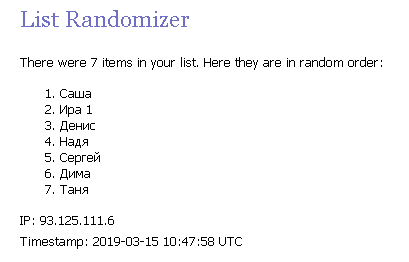 List Randomizer
There were 7 items in your list. Here they are in random order:
1. Саша
2. Ира 1
3. Денис
4. Надя
5. Сергей
6. Дима
7. Таня
IP: 93.125.111.6
Timestamp: 2019-03-15 10:47:58 UTC